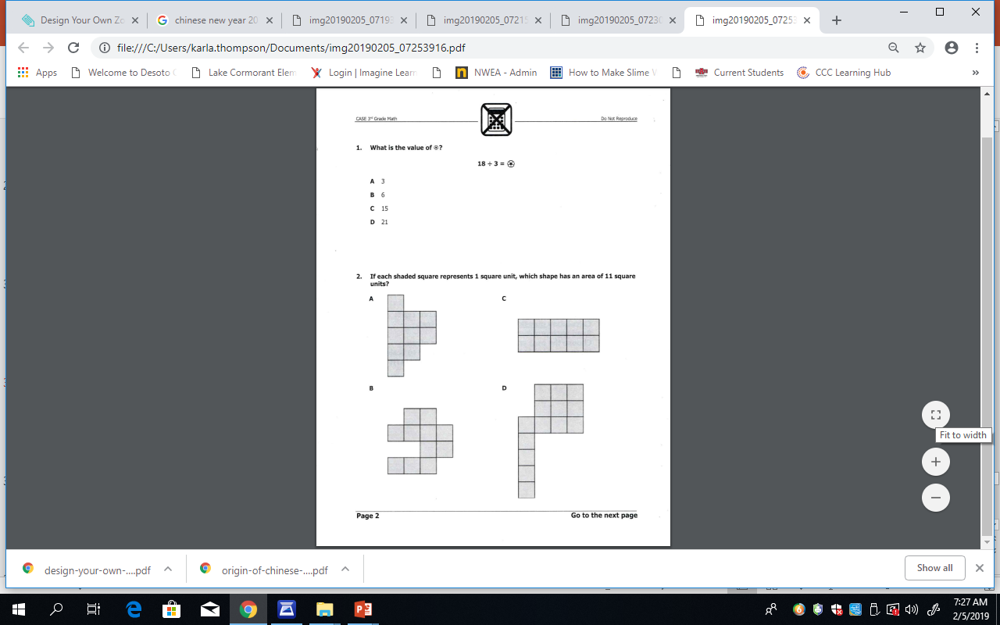 Design Your Own Zo
chinese new year 20
img20190205_0719
img20190205_0721
img20190205_0723
img20190205_0725
file:///C:/Users/karla.thompson/Documents/img20190205_07253916.pdf
Apps
Welcome to Desoto
Lake Cormorant Elem
Login | Imagine Learn
NWEA - Admin
How to Make Slime
Current Students
CCC Learning Hub
»
CASE 3rd Grade Math
Do Not Reproduce
1. What is the value of ⊛?
18 ÷ 3 = ⊛
A 3
B 6
C 15
D 21
2. If each shaded square represents 1 square unit, which shape has an area of 11 square
units?
A
C
B
D
Fit to width
Page 2
Go to the next page
design-your-own-....pdf
origin-of-chinese-....pdf
Show all
7:27 AM
2/5/2019